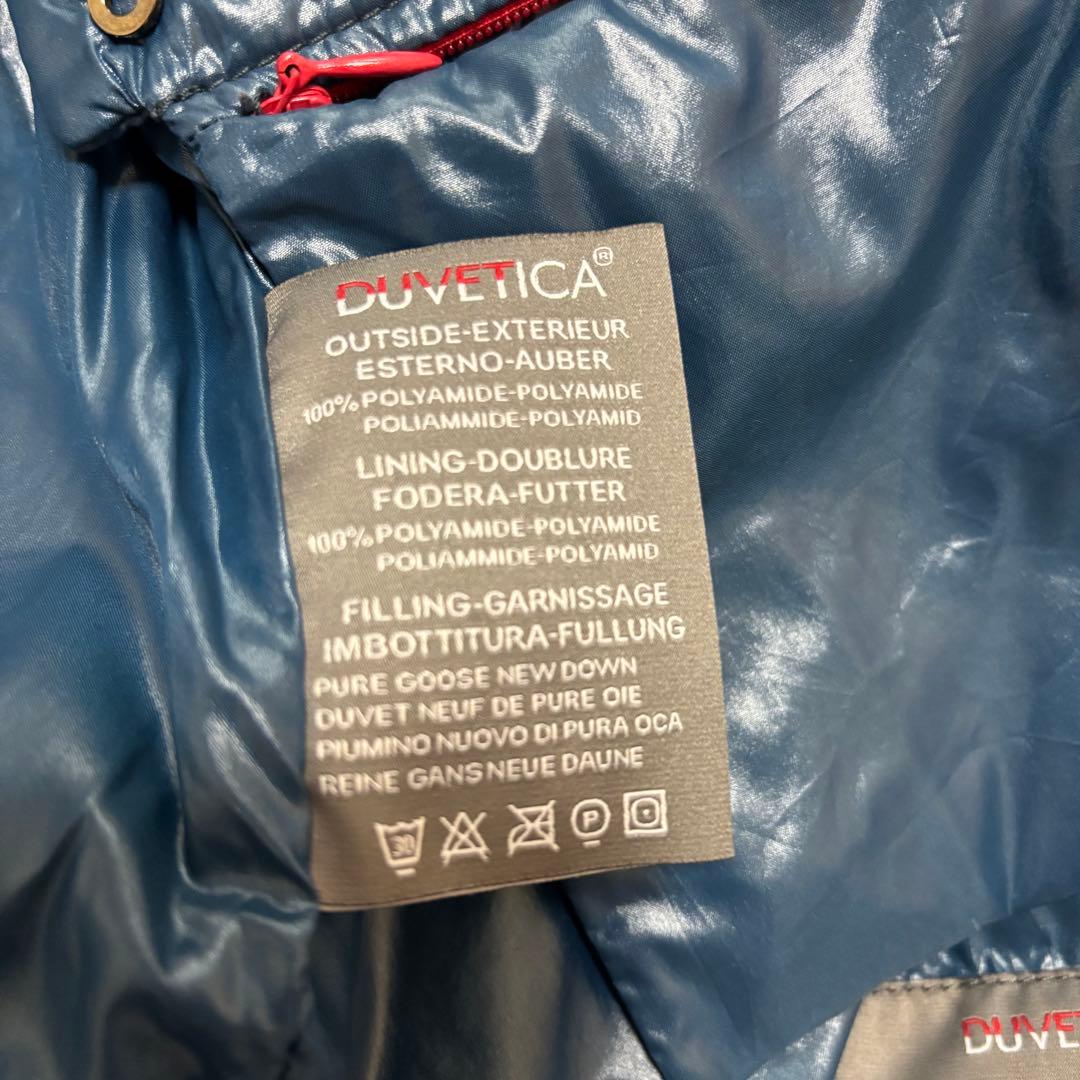 DUVETICA®
OUTSIDE-EXTERIEUR
ESTERNO-AUBER
100% POLYAMIDE-POLYAMIDE
POLIAMMIDE-POLYAMID
LINING-DOUBLURE
FODERA-FUTTER
100% POLYAMIDE-POLYAMIDE
POLIAMMIDE-POLYAMID
FILLING-GARNISSAGE
IMBOTTITURA-FULLUNG
PURE GOOSE NEW DOWN
DUVET NEUF DE PURE OIE
PIUMINO NUOVO DI PURA OCA
REINE GANS NEUE DAUNE
30 P
DUVE